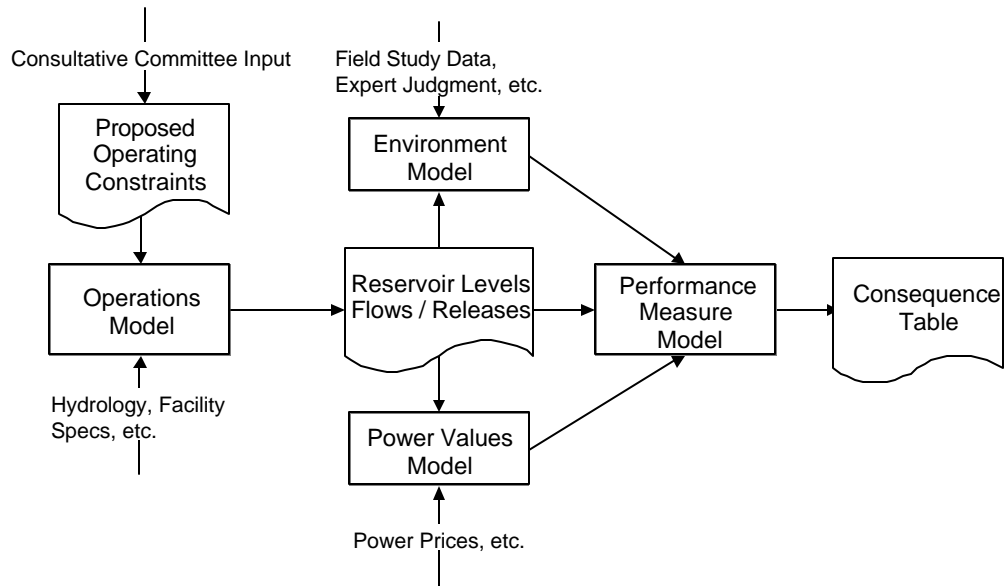 Consultative Committee Input
Proposed
Operating
Constraints
Operations
Model
Hydrology, Facility
Specs, etc.
Field Study Data,
Expert Judgment, etc.
Environment
Model
Reservoir Levels
Flows / Releases
Power Values
Model
Power Prices, etc.
Performance
Measure
Model
Consequence
Table